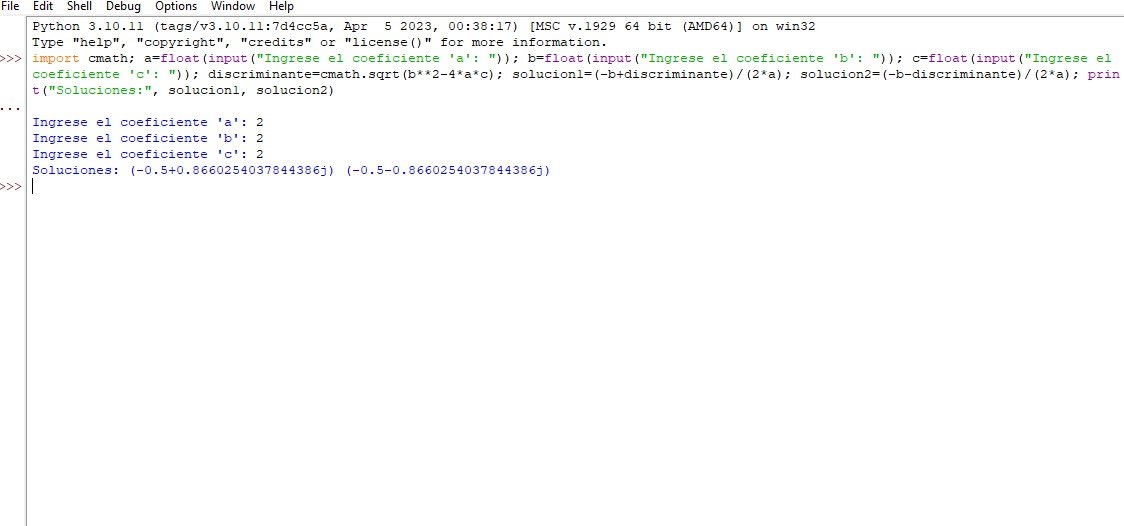 File Edit Shell Debug Options Window Help
Python 3.10.11 (tags/v3.10.11:7d4cc5a, Apr  5 2023, 00:38:17) [MSC v.1929 64 bit (AMD64)] on win32
Type "help", "copyright", "credits" or "license()" for more information.
>>> import cmath; a=float(input("Ingrese el coeficiente 'a': ")); b=float(input("Ingrese el coeficiente 'b': ")); c=float(input("Ingrese el
coeficiente 'c': ")); discriminante=cmath.sqrt(b**2-4*a*c); solucion1=(-b+discriminante)/(2*a); solucion2=(-b-discriminante)/(2*a); prin
t("Soluciones:", solucion1, solucion2)
...
Ingrese el coeficiente 'a': 2
Ingrese el coeficiente 'b': 2
Ingrese el coeficiente 'c': 2
Soluciones: (-0.5+0.8660254037844386j) (-0.5-0.8660254037844386j)
>>>